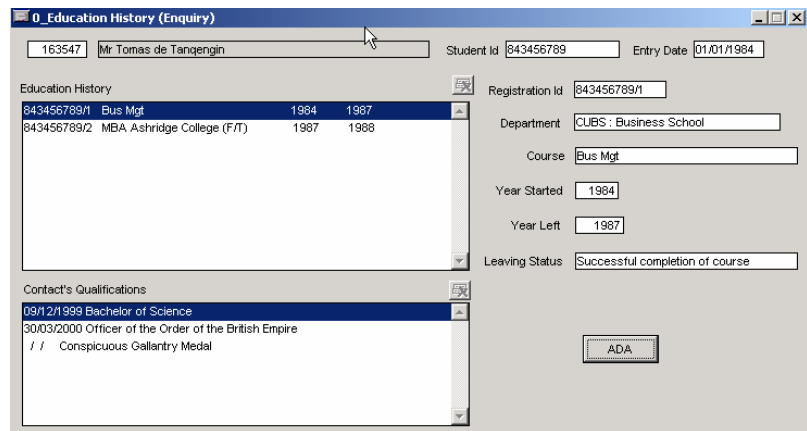 0_Education History (Enquiry)
163547 Mr Tomas de Tanqengin Student Id 843456789 Entry Date 01/01/1984
Education History
843456789/1 Bus Mgt 1984 1987
843456789/2 MBA Ashridge College (F/T) 1987 1988
Registration Id 843456789/1
Department CUBS : Business School
Course Bus Mgt
Year Started 1984
Year Left 1987
Leaving Status Successful completion of course
Contact's Qualifications
09/12/1999 Bachelor of Science
30/03/2000 Officer of the Order of the British Empire
/ / Conspicuous Gallantry Medal
ADA